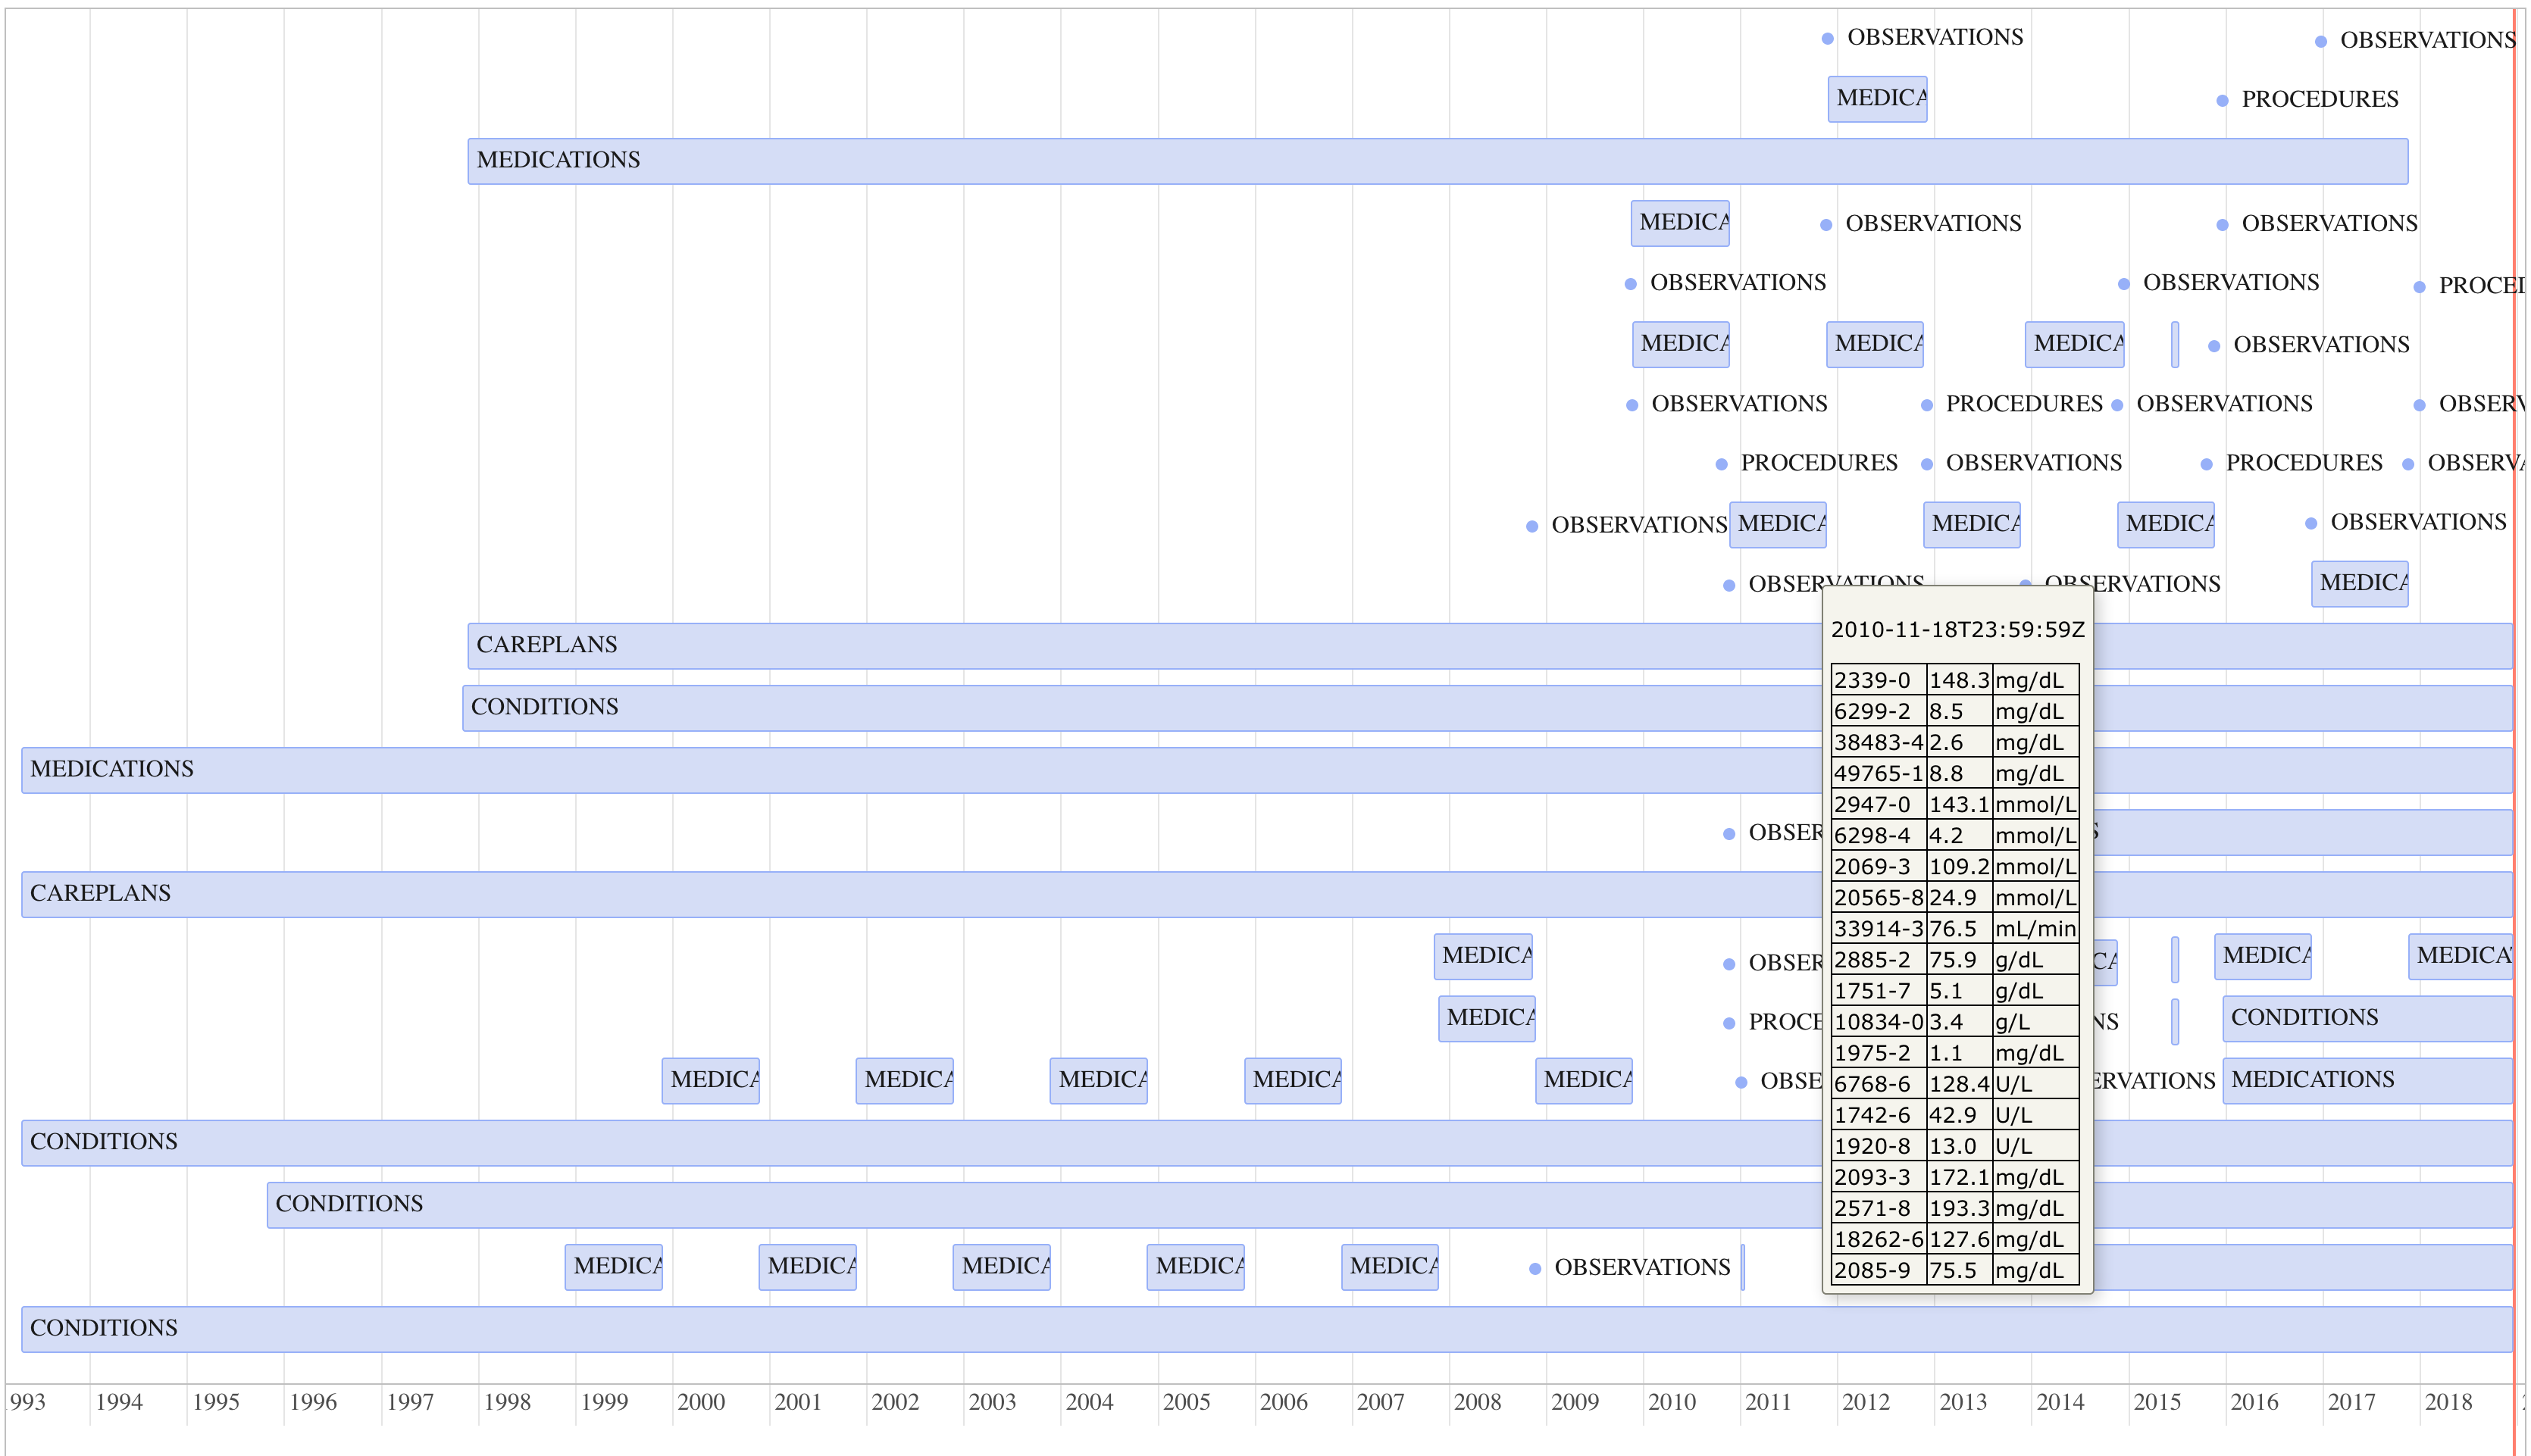 OBSERVATIONS
OBSERVATIONS
MEDICA
PROCEDURES
MEDICATIONS
MEDICA
OBSERVATIONS
OBSERVATIONS
OBSERVATIONS
OBSERVATIONS
PROCE
MEDICA
MEDICA
MEDICA
OBSERVATIONS
OBSERVATIONS
PROCEDURES
OBSERVATIONS
OBSERV
PROCEDURES
OBSERVATIONS
PROCEDURES
OBSERVA
OBSERVATIONS
MEDICA
MEDICA
MEDICA
OBSERVATIONS
OBSERVATIONS
OBSERVATIONS
MEDICA
CAREPLANS
CONDITIONS
MEDICATIONS
OBSER
S
CAREPLANS
MEDICA
OBSER
CA
MEDICA
MEDICAT
MEDICA
PROCE
NS
CONDITIONS
MEDICA
MEDICA
MEDICA
MEDICA
MEDICA
OBSE
ERVATIONS
MEDICATIONS
CONDITIONS
CONDITIONS
MEDICA
MEDICA
MEDICA
MEDICA
MEDICA
OBSERVATIONS
CONDITIONS
2010-11-18T23:59:59Z
2339-0 148.3 mg/dL
6299-2 8.5 mg/dL
38483-4 2.6 mg/dL
49765-1 8.8 mg/dL
2947-0 143.1 mmol/L
6298-4 4.2 mmol/L
2069-3 109.2 mmol/L
20565-8 24.9 mmol/L
33914-3 76.5 mL/min
2885-2 75.9 g/dL
1751-7 5.1 g/dL
10834-0 3.4 g/L
1975-2 1.1 mg/dL
6768-6 128.4 U/L
1742-6 42.9 U/L
1920-8 13.0 U/L
2093-3 172.1 mg/dL
2571-8 193.3 mg/dL
18262-6 127.6 mg/dL
2085-9 75.5 mg/dL
993 1994 1995 1996 1997 1998 1999 2000 2001 2002 2003 2004 2005 2006 2007 2008 2009 2010 2011 2012 2013 2014 2015 2016 2017 2018